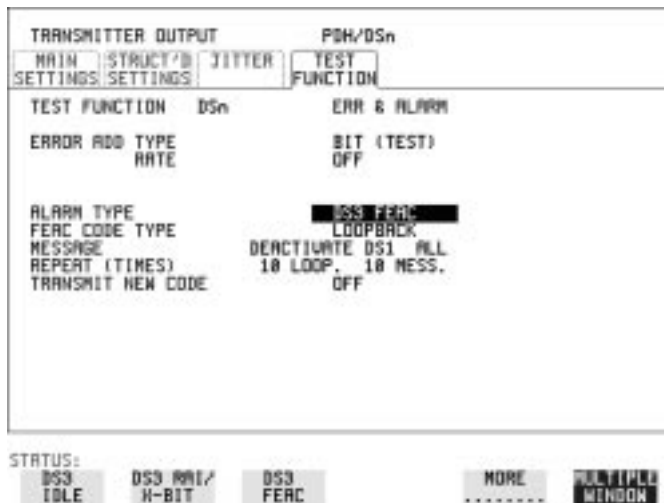 TRANSMITTER OUTPUT PDH/DSn
MAIN SETTINGS STRUCT'D SETTINGS JITTER TEST FUNCTION
TEST FUNCTION DSn ERR & ALARM
ERROR ADD TYPE BIT (TEST)
RATE OFF
ALARM TYPE DS3 FEAC
FEAC CODE TYPE LOOPBACK
MESSAGE DEACTIVATE DS1 ALL
REPEAT (TIMES) 10 LOOP. 10 MESS.
TRANSMIT NEW CODE OFF
STATUS:
DS3 IDLE DS3 RAI/X-BIT DS3 FEAC MORE ........ MULTIPLE WINDOW